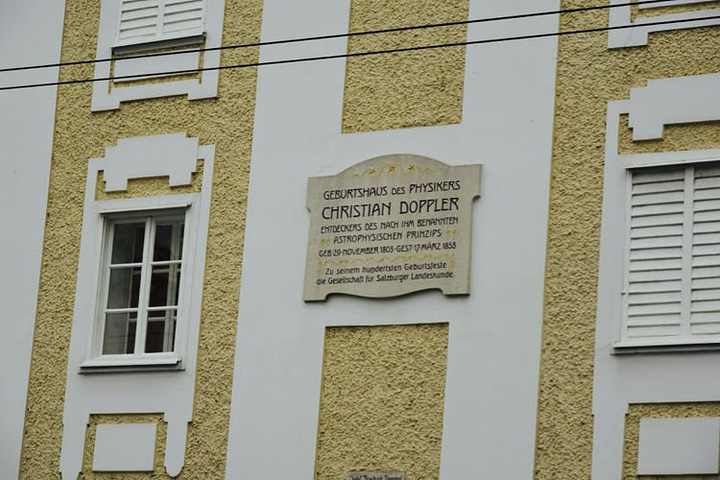 GEBURTSHAUS DES PHYSIKERS
CHRISTIAN DOPPLER
ENTDECKERS DES NACH IHM BENANNTEN
ASTROPHYSISCHEN PRINZIPS
GEB·29·NOVEMBER 1803·GEST·17·MÄRZ 1853
Zu seinem hundertsten Geburtsfeste
die Gesellschaft für Salzburger Landeskunde.